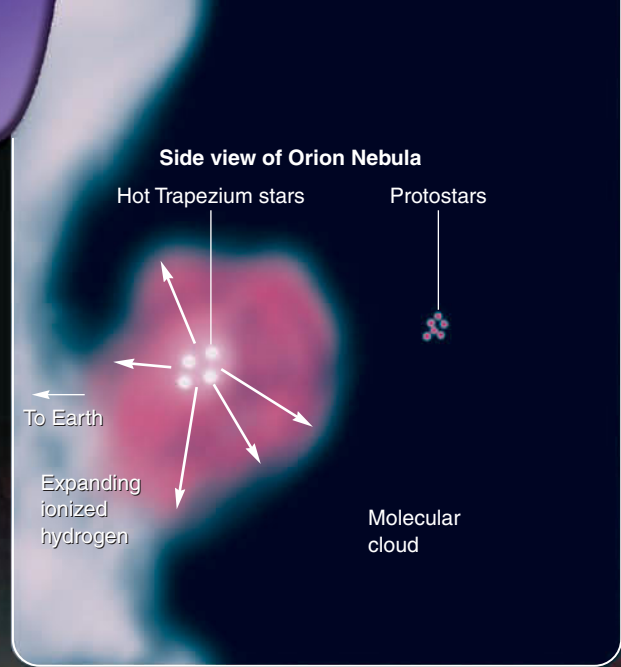 Side view of Orion Nebula
Hot Trapezium stars
Protostars
To Earth
Expanding
ionized
hydrogen
Molecular
cloud